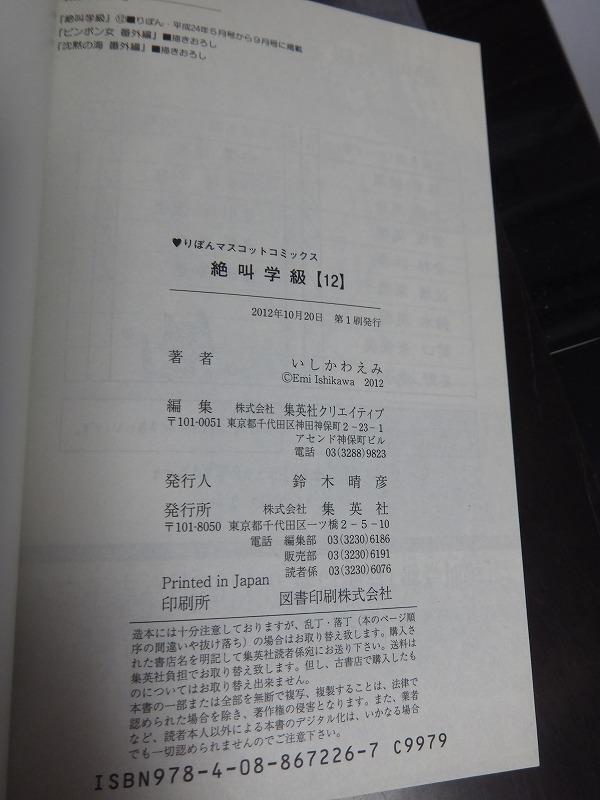 『絶叫学級』⑫■りぼん・平成24年5月号から9月号に掲載
『ピンポン女 番外編』■描きおろし
『沈黙の海 番外編』■描きおろし
♥りぼんマスコットコミックス
絶叫学級【12】
2012年10月20日 第1刷発行
著者 いしかわえみ
©Emi Ishikawa 2012
編集 株式会社 集英社クリエイティブ
〒101-0051 東京都千代田区神田神保町2-23-1
アセンド神保町ビル
電話 03(3288)9823
発行人 鈴木晴彦
発行所 株式会社 集英社
〒101-8050 東京都千代田区一ツ橋2-5-10
電話 編集部 03(3230)6186
販売部 03(3230)6191
読者係 03(3230)6076
Printed in Japan
印刷所 図書印刷株式会社
造本には十分注意しておりますが、乱丁・落丁(本のページ順
序の間違いや抜け落ち)の場合はお取り替え致します。購入さ
れた書店名を明記して集英社読者係宛にお送り下さい。送料は
集英社負担でお取り替え致します。但し、古書店で購入したも
のについてはお取り替え出来ません。
本書の一部または全部を無断で複写、複製することは、法律で
認められた場合を除き、著作権の侵害となります。また、業者
など、読者本人以外による本書のデジタル化は、いかなる場合
でも一切認められませんのでご注意下さい。
ISBN978-4-08-867226-7 C9979